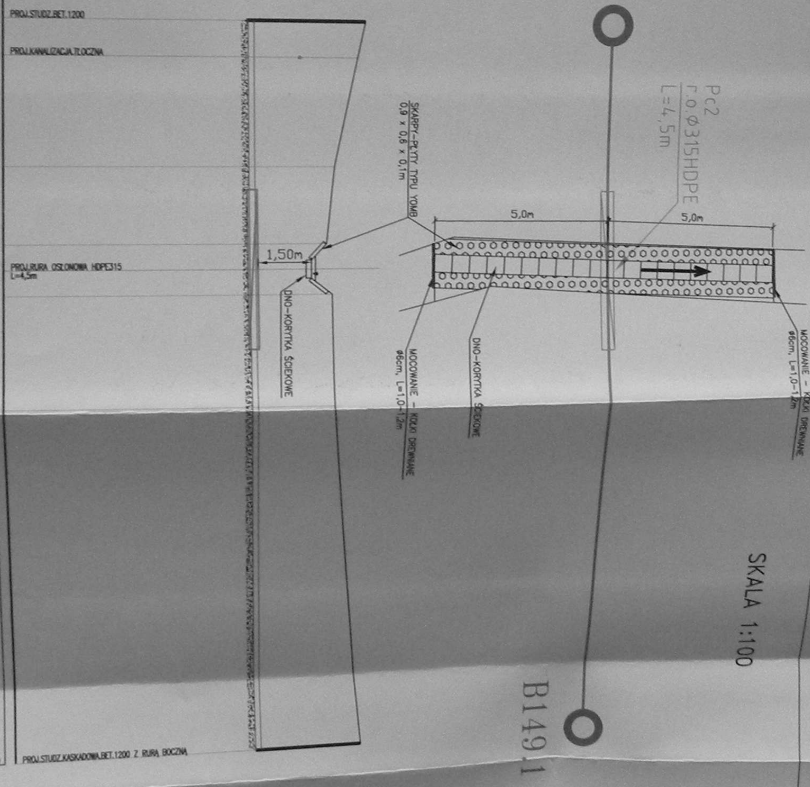 PROJ.STUDZ.BET.1200
PROJ.KANALIZACJA TŁOCZNA
PROJ.RURA OSŁONOWA HDPE315
L=4,5m
PROJ.STUDZ.KASKADOWA.BET.1200 Z RURĄ BOCZNĄ
1,50m
DNO-KORYTKA ŚCIEKOWE
SKARPY-PŁYTY TYPU YOMB
0,9 x 0,6 x 0,1m
5,0m
5,0m
Pc2
r.o.Ø315HDPE
L=4,5m
MOCOWANIE - KOŁKI DREWNIANE
ø6cm, L=1,0-1,2m
DNO-KORYTKA ŚCIEKOWE
MOCOWANIE - KOŁKI DREWNIANE
ø6cm, L=1,0-1,2m
SKALA 1:100
B149.1